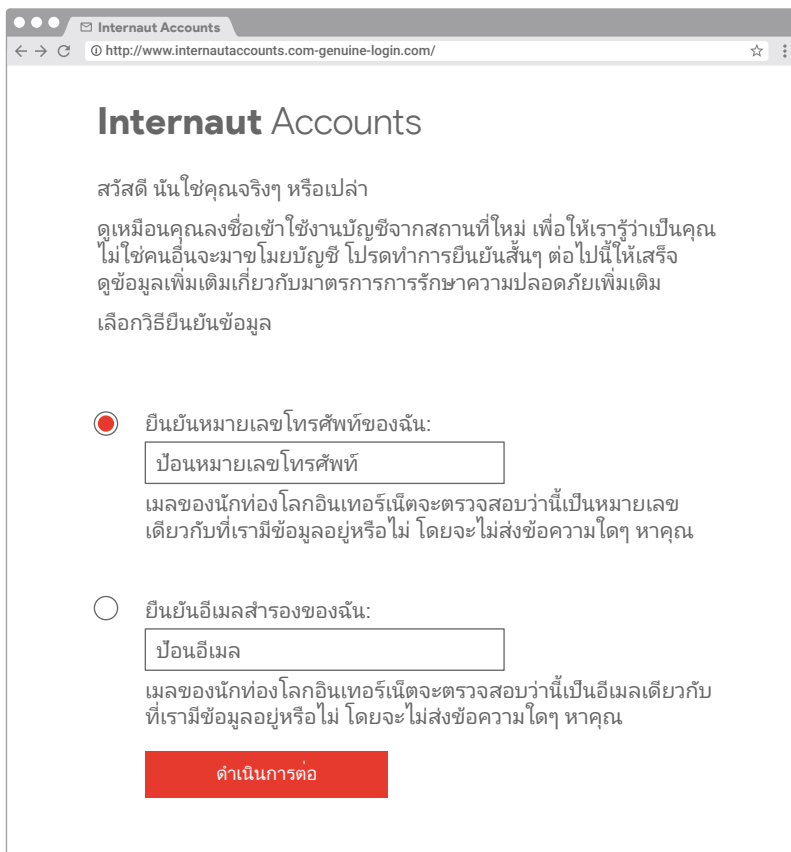 Internaut Accounts
http://www.internautaccounts.com-genuine-login.com/
Internaut Accounts
สวัสดี นั่นใช่คุณจริงๆ หรือเปล่า
ดูเหมือนคุณลงชื่อเข้าใช้งานบัญชีจากสถานที่ใหม่ เพื่อให้เรารู้ว่าเป็นคุณ
ไม่ใช่คนอื่นจะมาขโมยบัญชี โปรดทำการยืนยันสั้นๆ ต่อไปนี้ให้เสร็จ
ดูข้อมูลเพิ่มเติมเกี่ยวกับมาตรการการรักษาความปลอดภัยเพิ่มเติม
เลือกวิธียืนยันข้อมูล
ยืนยันหมายเลขโทรศัพท์ของฉัน:
ป้อนหมายเลขโทรศัพท์
เมลของนักท่องโลกอินเทอร์เน็ตจะตรวจสอบว่านี้เป็นหมายเลข
เดียวกับที่เรามีข้อมูลอยู่หรือไม่ โดยจะไม่ส่งข้อความใดๆ หาคุณ
ยืนยันอีเมลสำรองของฉัน:
ป้อนอีเมล
เมลของนักท่องโลกอินเทอร์เน็ตจะตรวจสอบว่านี้เป็นอีเมลเดียวกับ
ที่เรามีข้อมูลอยู่หรือไม่ โดยจะไม่ส่งข้อความใดๆ หาคุณ
ดำเนินการต่อ